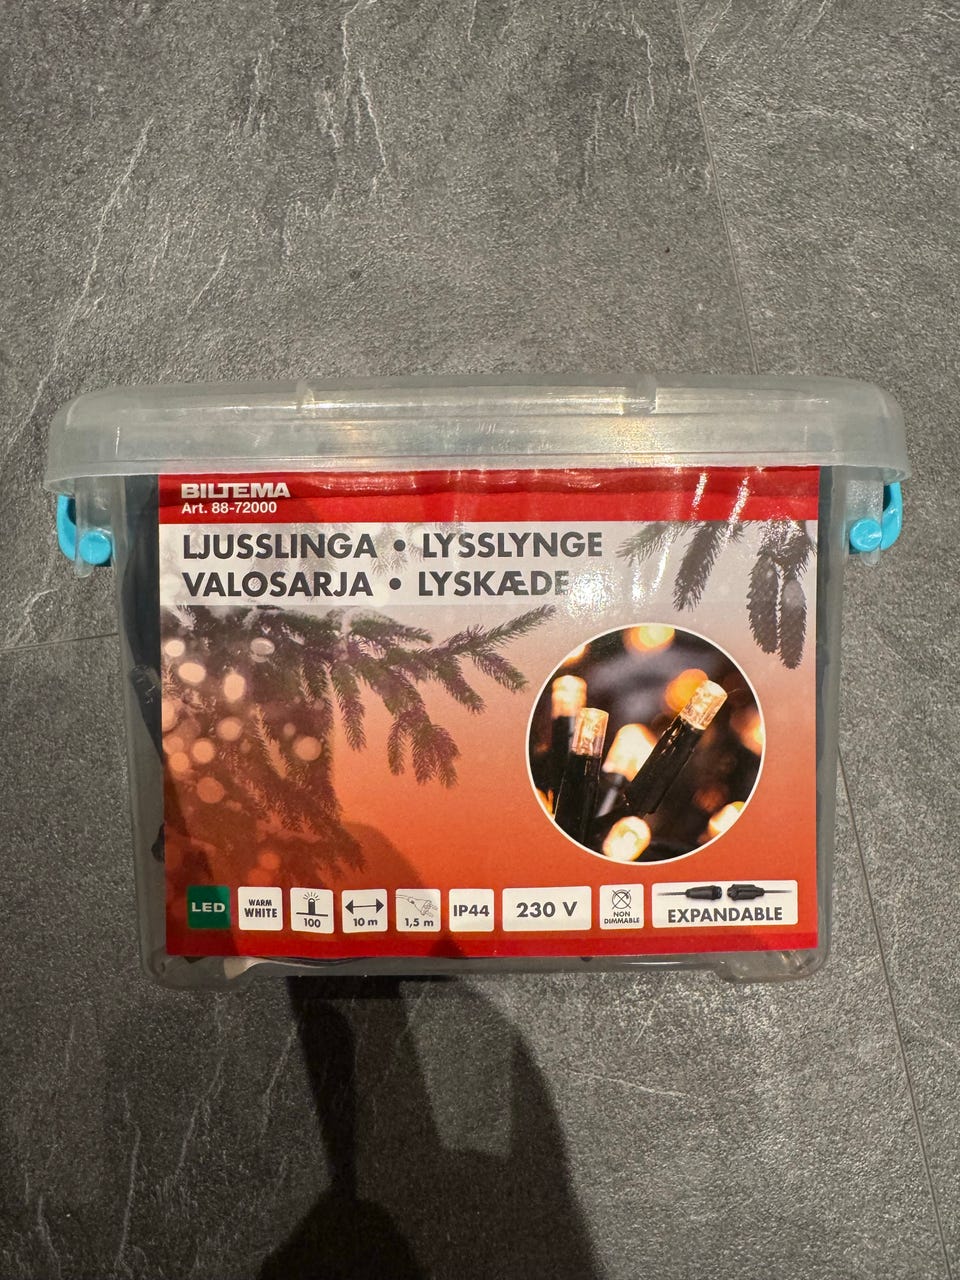 BILTEMA
Art. 88-72000
LJUSSLINGA • LYSSLYNGE
VALOSARJA • LYSKÆDE
LED
WARM
WHITE
100
10 m
1,5 m
IP44
230 V
NON
DIMMABLE
EXPANDABLE